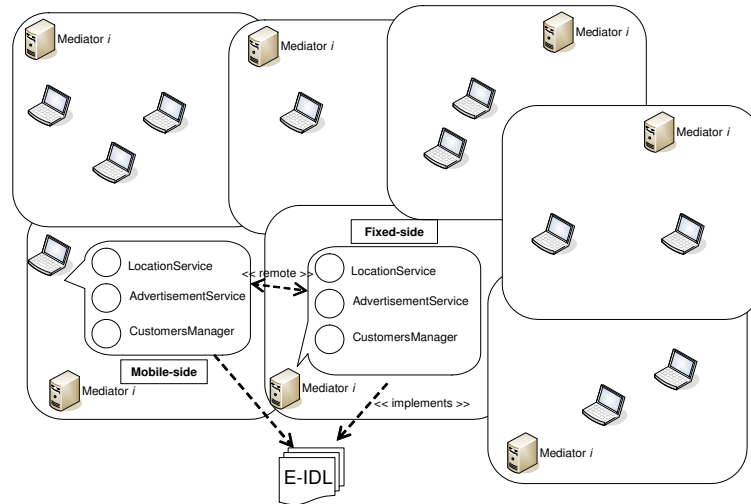 Mediator i
Mediator i
Mediator i
Mediator i
Fixed-side
LocationService
AdvertisementService
CustomersManager
<< remote >>
LocationService
AdvertisementService
CustomersManager
Mobile-side
Mediator i
Mediator i
<< implements >>
Mediator i
E-IDL